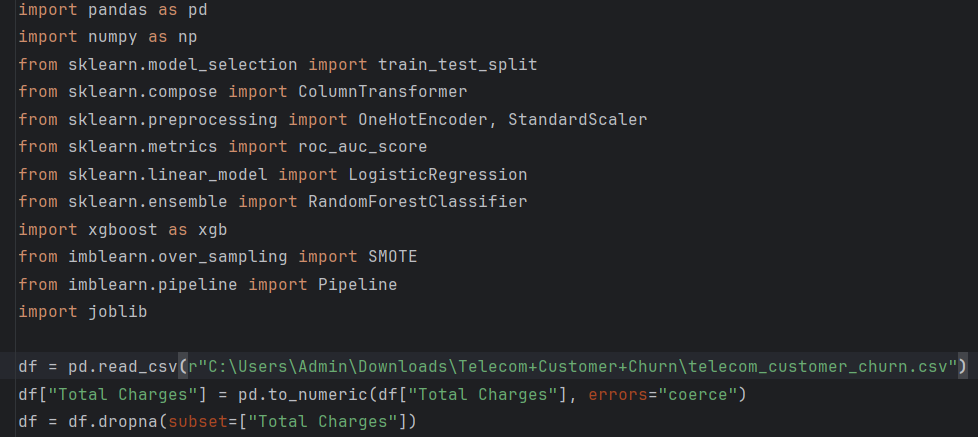 import pandas as pd
import numpy as np
from sklearn.model_selection import train_test_split
from sklearn.compose import ColumnTransformer
from sklearn.preprocessing import OneHotEncoder, StandardScaler
from sklearn.metrics import roc_auc_score
from sklearn.linear_model import LogisticRegression
from sklearn.ensemble import RandomForestClassifier
import xgboost as xgb
from imblearn.over_sampling import SMOTE
from imblearn.pipeline import Pipeline
import joblib
df = pd.read_csv(r"C:\Users\Admin\Downloads\Telecom+Customer+Churn\telecom_customer_churn.csv")
df["Total Charges"] = pd.to_numeric(df["Total Charges"], errors="coerce")
df = df.dropna(subset=["Total Charges"])